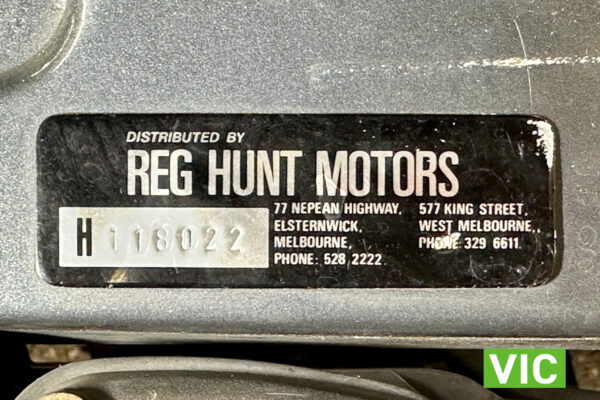 DISTRIBUTED BY
REG HUNT MOTORS
H 118022
77 NEPEAN HIGHWAY,
ELSTERNWICK,
MELBOURNE,
PHONE: 528 2222
577 KING STREET,
WEST MELBOURNE,
PHONE 329 6611
VIC